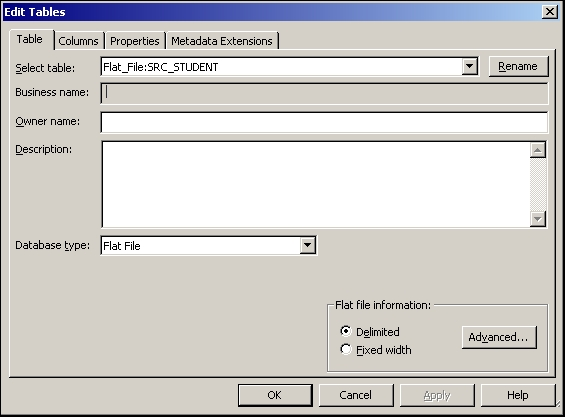 Edit Tables
Table Columns Properties Metadata Extensions
Select table: Flat_File:SRC_STUDENT Rename
Business name:
Owner name:
Description:
Database type: Flat File
Flat file information:
Delimited Advanced...
Fixed width
OK Cancel Apply Help